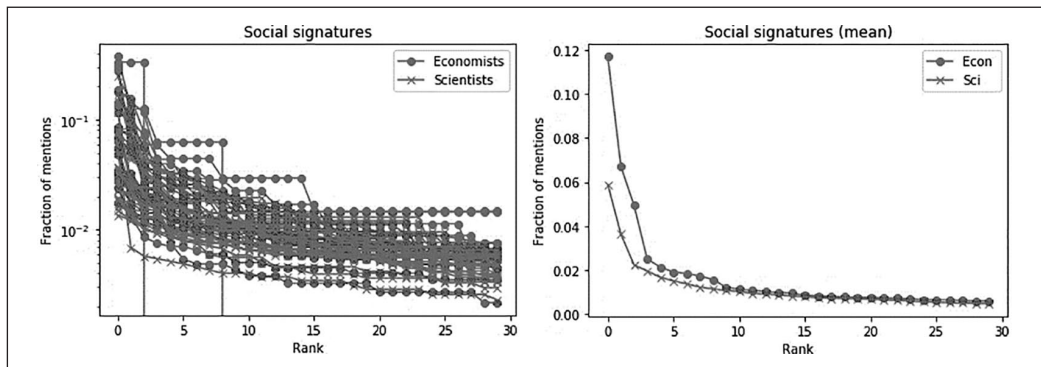 Social signatures
Economists
Scientists
Fraction of mentions
10⁻¹
10⁻²
0 5 10 15 20 25 30
Rank
Social signatures (mean)
Econ
Sci
Fraction of mentions
0.12
0.10
0.08
0.06
0.04
0.02
0.00
0 5 10 15 20 25 30
Rank